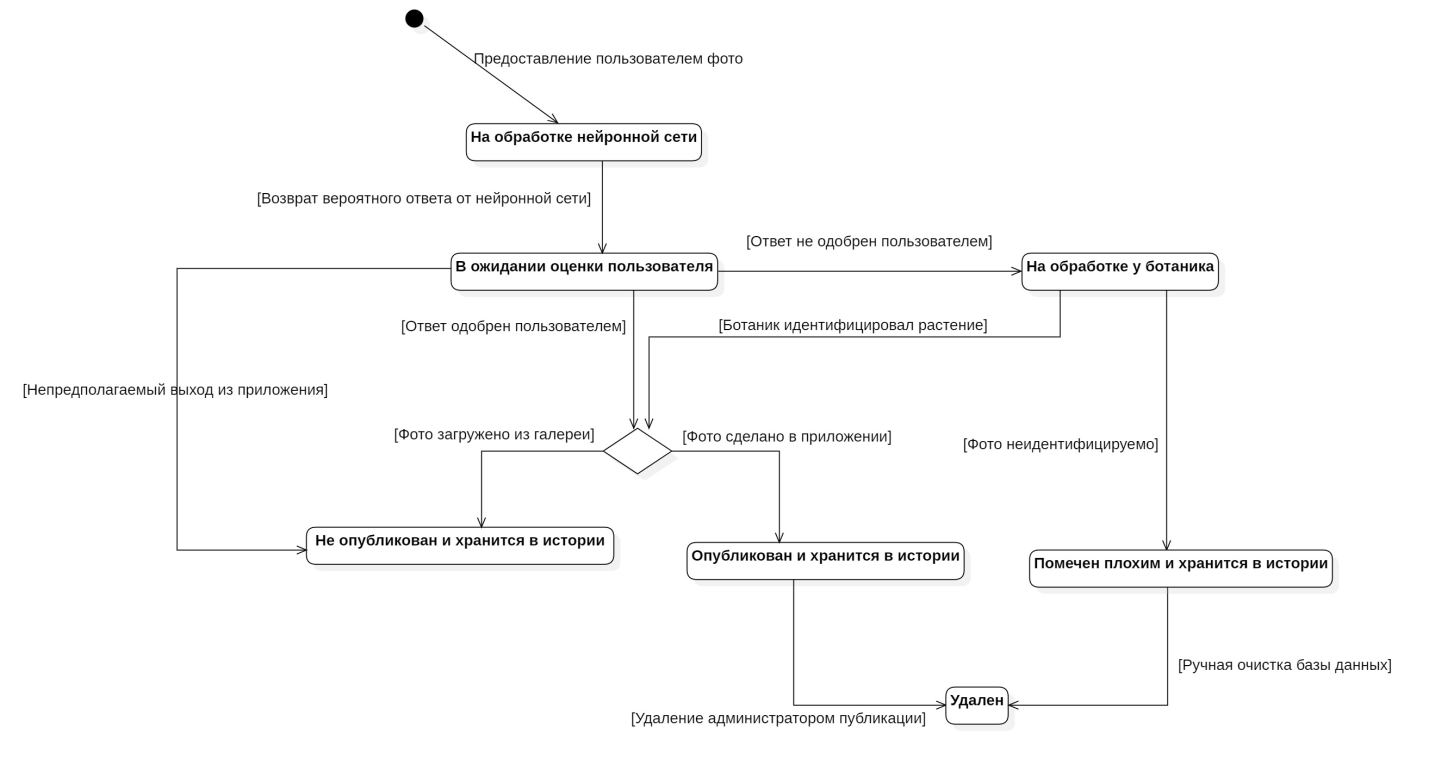 Предоставление пользователем фото
На обработке нейронной сети
[Возврат вероятного ответа от нейронной сети]
[Ответ не одобрен пользователем]
В ожидании оценки пользователя
На обработке у ботаника
[Ответ одобрен пользователем]
[Ботаник идентифицировал растение]
[Непредполагаемый выход из приложения]
[Фото загружено из галереи]
[Фото сделано в приложении]
[Фото неидентифицируемо]
Не опубликован и хранится в истории
Опубликован и хранится в истории
Помечен плохим и хранится в истории
[Ручная очистка базы данных]
Удален
[Удаление администратором публикации]